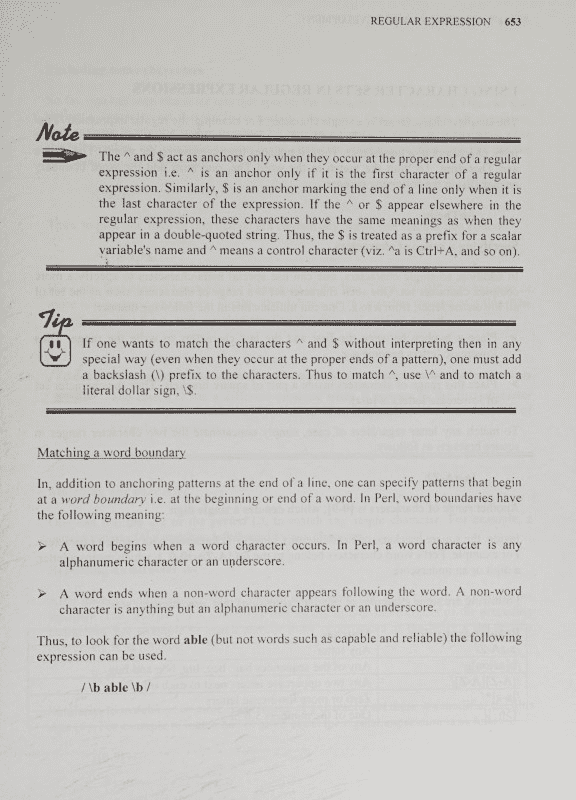 REGULAR EXPRESSION 653
Note
The ^ and $ act as anchors only when they occur at the proper end of a regular
expression i.e. ^ is an anchor only if it is the first character of a regular
expression. Similarly, $ is an anchor marking the end of a line only when it is
the last character of the expression. If the ^ or $ appear elsewhere in the
regular expression, these characters have the same meanings as when they
appear in a double-quoted string. Thus, the $ is treated as a prefix for a scalar
variable's name and ^ means a control character (viz. ^a is Ctrl+A, and so on).
Tip
If one wants to match the characters ^ and $ without interpreting then in any
special way (even when they occur at the proper ends of a pattern), one must add
a backslash (\) prefix to the characters. Thus to match ^, use \^ and to match a
literal dollar sign, \$.
Matching a word boundary
In, addition to anchoring patterns at the end of a line, one can specify patterns that begin
at a word boundary i.e. at the beginning or end of a word. In Perl, word boundaries have
the following meaning:
➢ A word begins when a word character occurs. In Perl, a word character is any
alphanumeric character or an underscore.
➢ A word ends when a non-word character appears following the word. A non-word
character is anything but an alphanumeric character or an underscore.
Thus, to look for the word able (but not words such as capable and reliable) the following
expression can be used.
/ \b able \b /